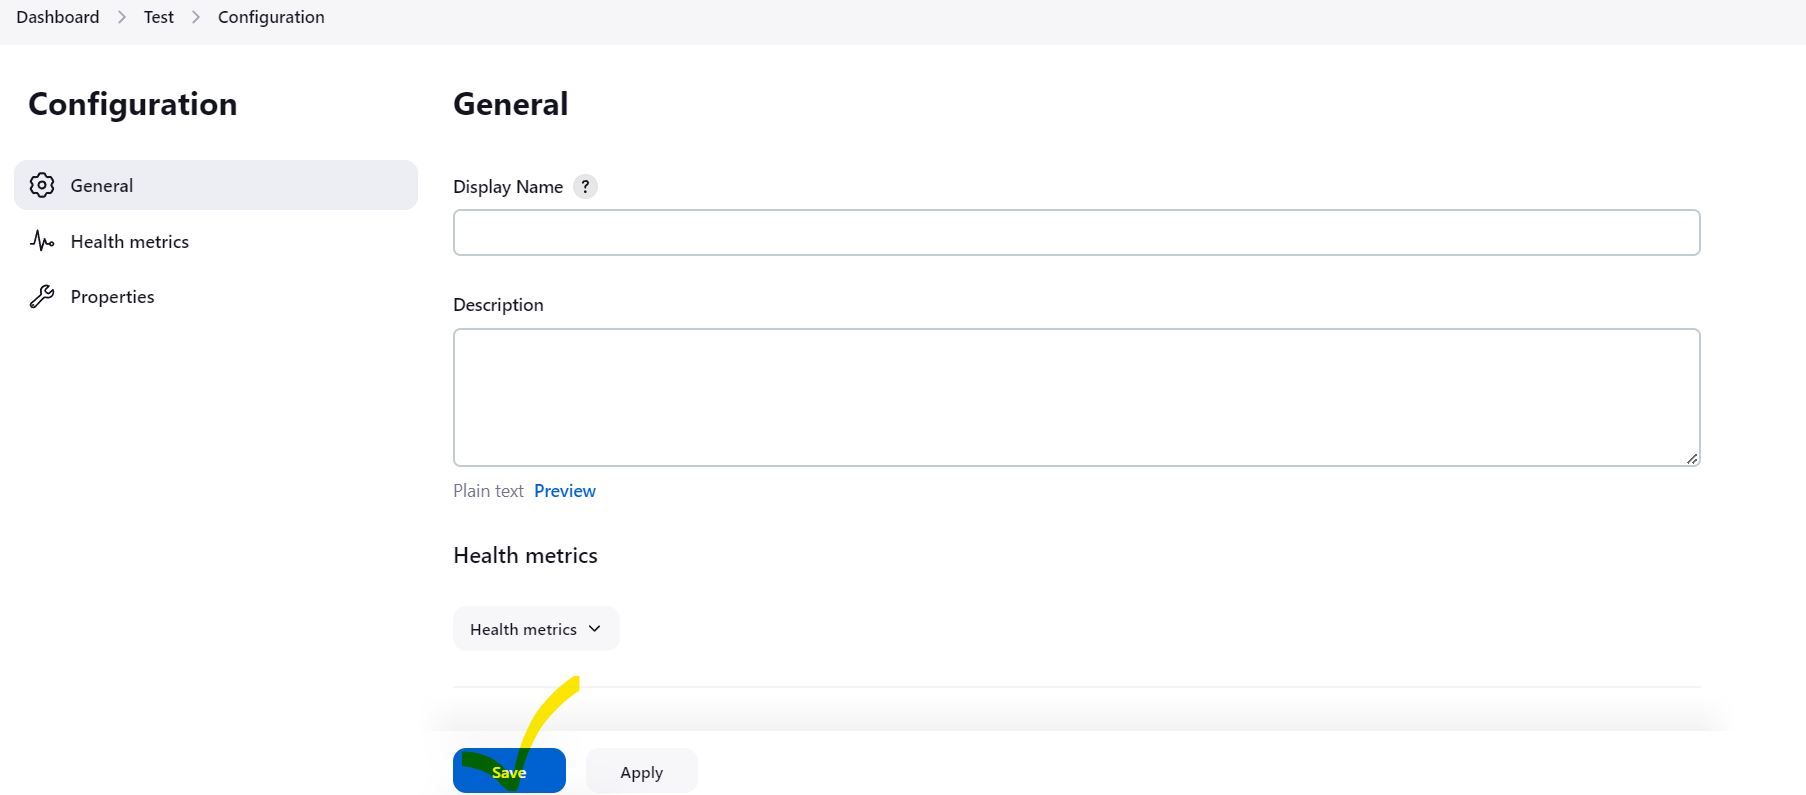 Dashboard > Test > Configuration
Configuration
General
Health metrics
Properties
General
Display Name ?
Description
Plain text Preview
Health metrics
Health metrics
Save Apply